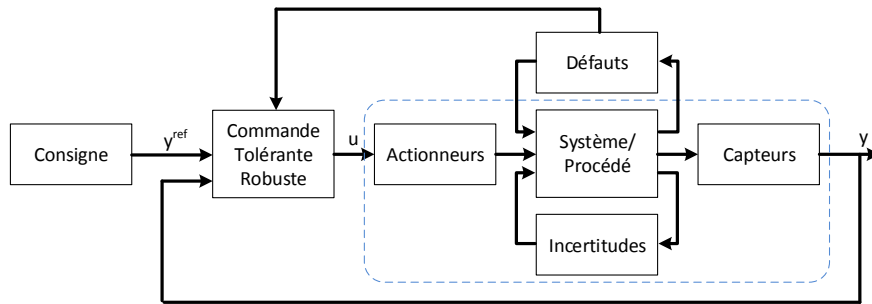 Défauts
Consigne
y^ref
Commande
Tolérante
Robuste
u
Actionneurs
Système/
Procédé
Capteurs
y
Incertitudes